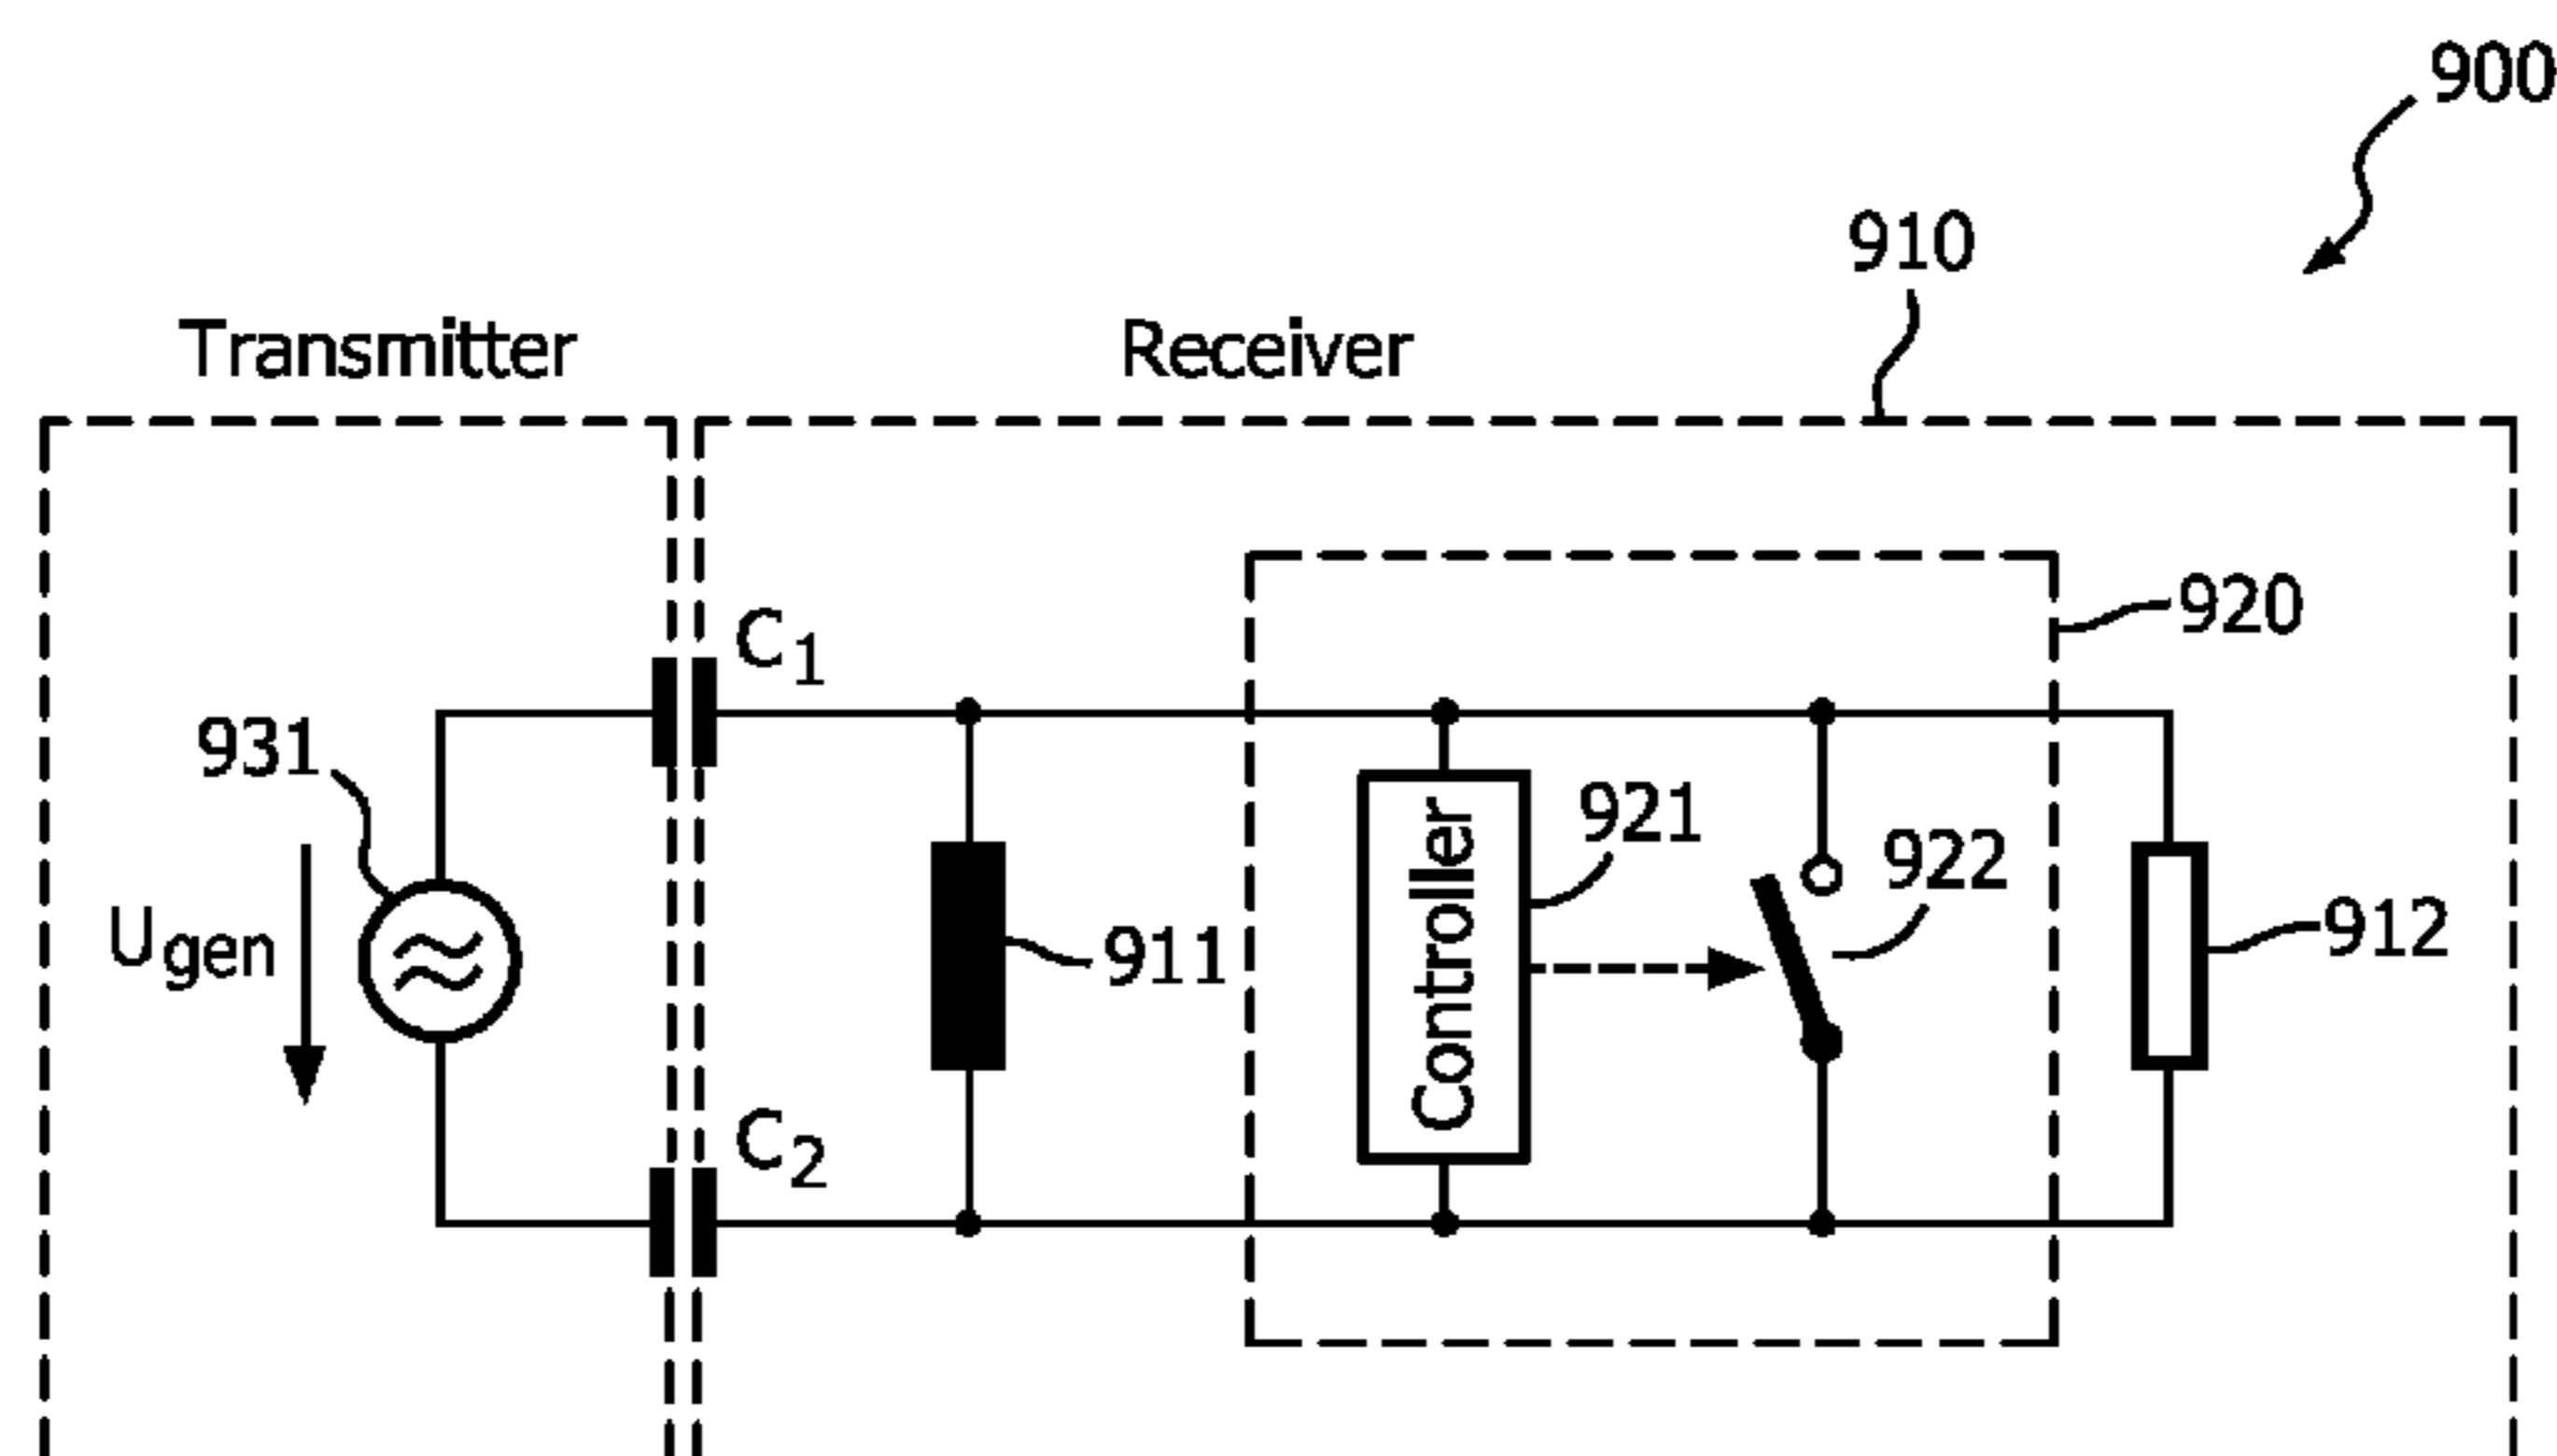 900
910
Transmitter
Receiver
920
C1
931
921
922
Ugen
Controller
911
912
C2